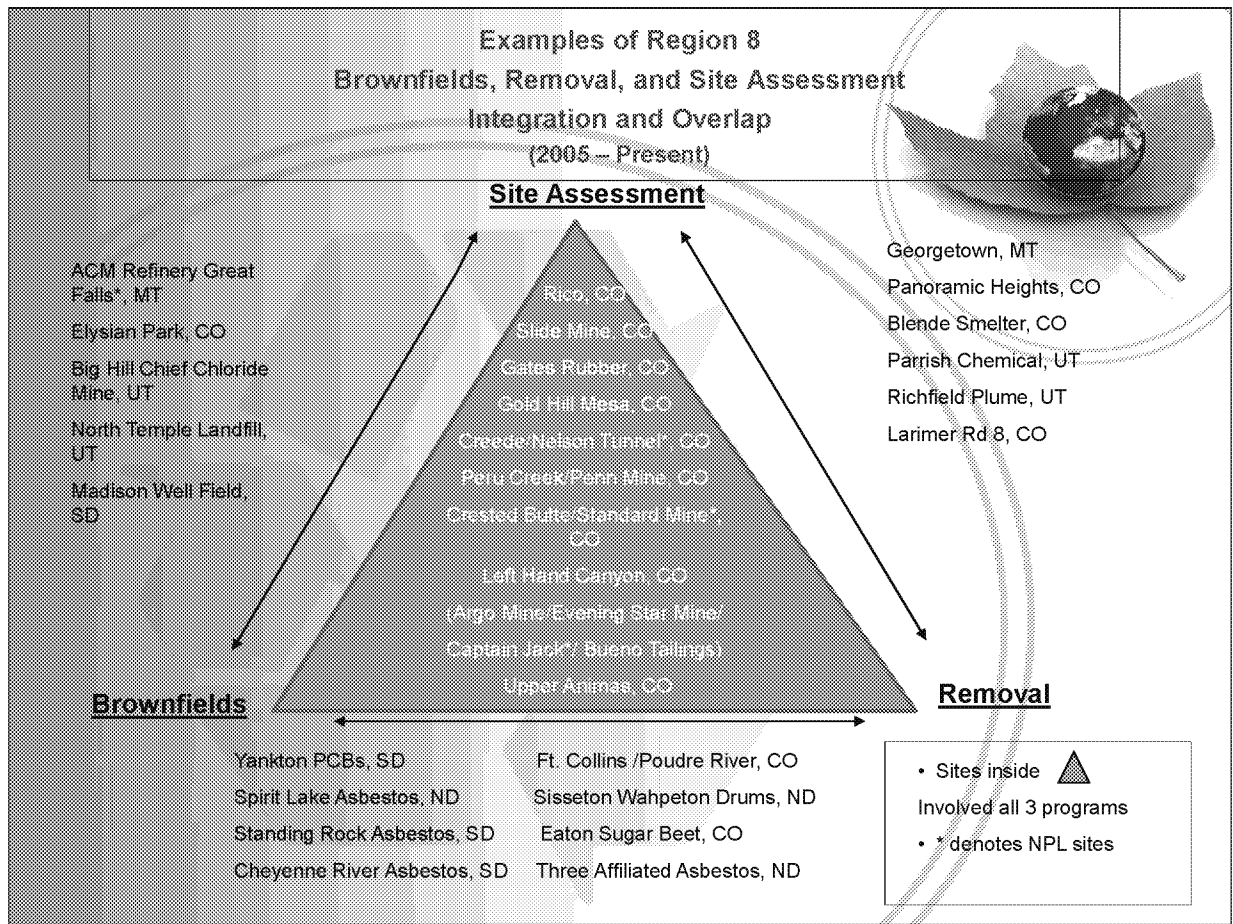 Examples of Region 8
Brownfields, Removal, and Site Assessment
Integration and Overlap
(2005 – Present)
Site Assessment
ACM Refinery Great
Falls*, MT
Elysian Park, CO
Big Hill Chief Chloride
Mine, UT
North Temple Landfill,
UT
Madison Well Field,
SD
Rico, CO
Slide Mine, CO
Gates Rubber, CO
Gold Hill Mesa, CO
Creede/Nelson Tunnel*, CO
Peru Creek/Penn Mine, CO
Crested Butte/Standard Mine*,
CO
Left Hand Canyon, CO
(Argo Mine/Evening Star Mine/
Captain Jack*/ Bueno Tailings)
Upper Animas, CO
Georgetown, MT
Panoramic Heights, CO
Blende Smelter, CO
Parrish Chemical, UT
Richfield Plume, UT
Larimer Rd 8, CO
Brownfields
Removal
Yankton PCBs, SD
Spirit Lake Asbestos, ND
Standing Rock Asbestos, SD
Cheyenne River Asbestos, SD
Ft. Collins /Poudre River, CO
Sisseton Wahpeton Drums, ND
Eaton Sugar Beet, CO
Three Affiliated Asbestos, ND
• Sites inside
Involved all 3 programs
• * denotes NPL sites